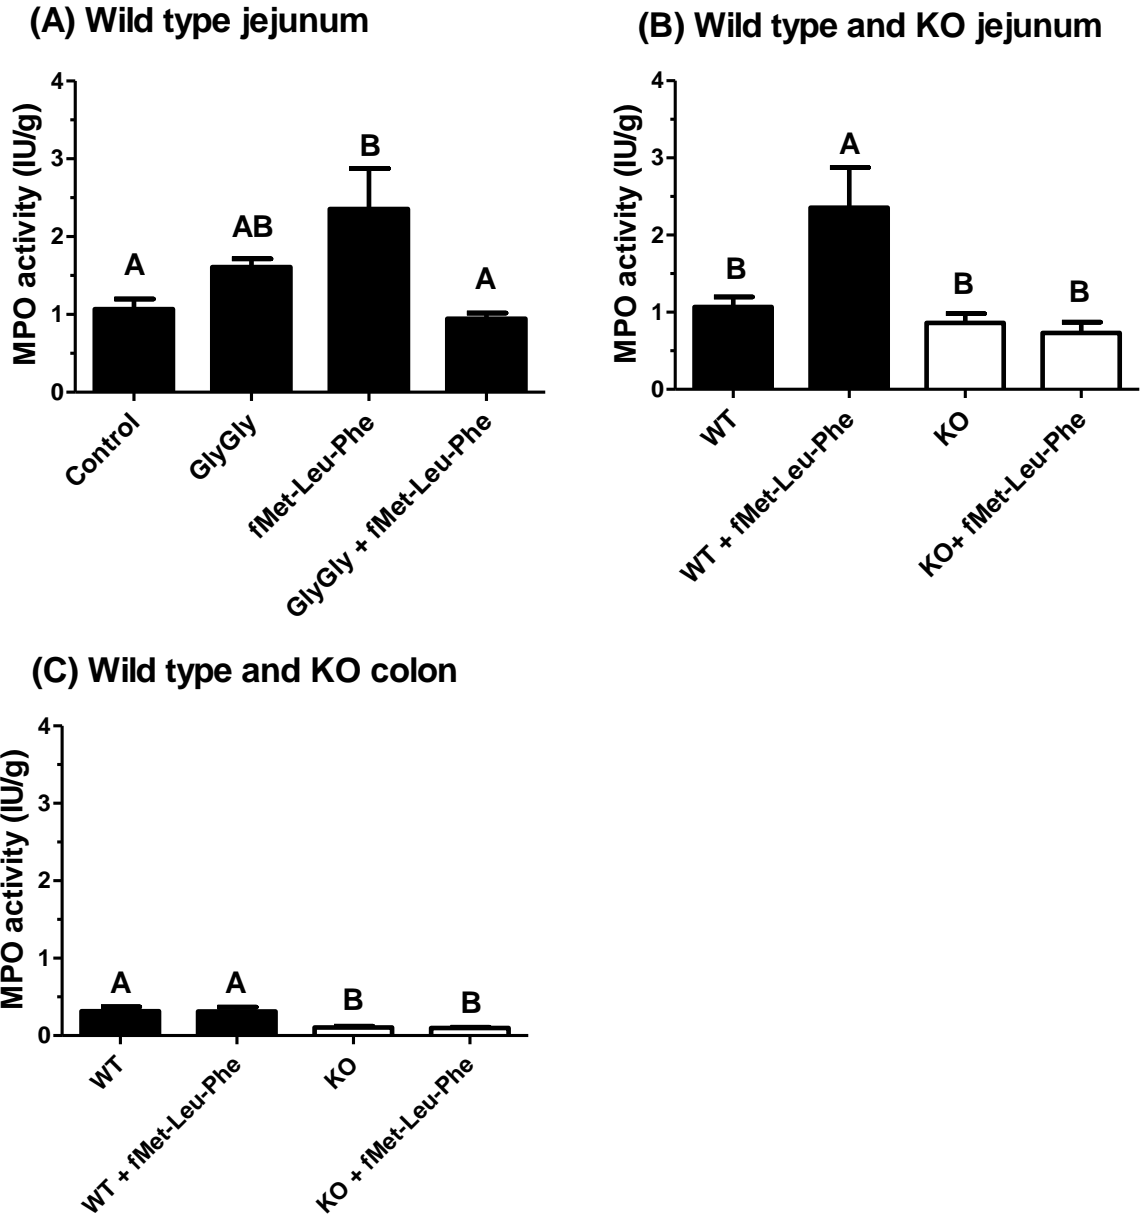 (A) Wild type jejunum
MPO activity (IU/g)
4
3
2
1
0
A
AB
B
A
Control
GlyGly
fMet-Leu-Phe
GlyGly + fMet-Leu-Phe
(B) Wild type and KO jejunum
MPO activity (IU/g)
4
3
2
1
0
B
A
B
B
WT
WT + fMet-Leu-Phe
KO
KO+ fMet-Leu-Phe
(C) Wild type and KO colon
MPO activity (IU/g)
4
3
2
1
0
A
A
B
B
WT
WT + fMet-Leu-Phe
KO
KO + fMet-Leu-Phe